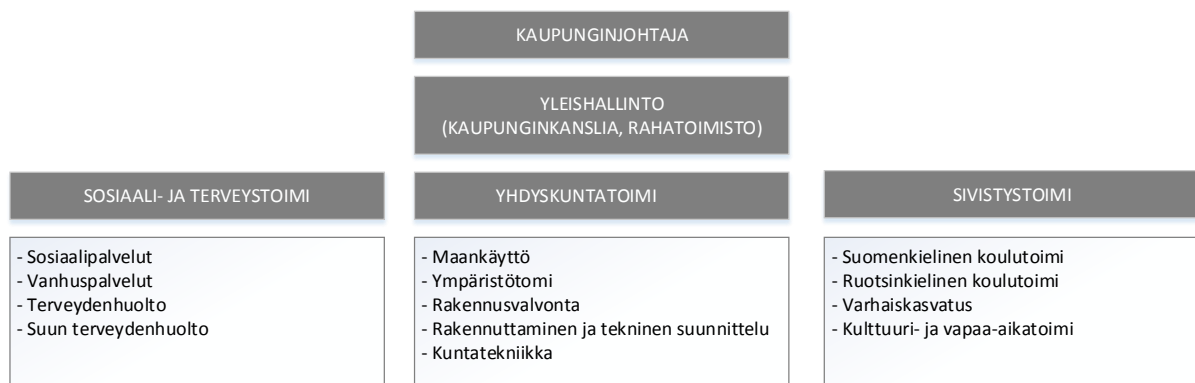 KAUPUNGINJOHTAJA
YLEISHALLINTO
(KAUPUNGINKANSLIA, RAHATOIMISTO)
SOSIAALI- JA TERVEYSTOIMI
- Sosiaalipalvelut
- Vanhuspalvelut
- Terveydenhuolto
- Suun terveydenhuolto
YHDYSKUNTATOIMI
- Maankäyttö
- Ympäristötomi
- Rakennusvalvonta
- Rakennuttaminen ja tekninen suunnittelu
- Kuntatekniikka
SIVISTYSTOIMI
- Suomenkielinen koulutoimi
- Ruotsinkielinen koulutoimi
- Varhaiskasvatus
- Kulttuuri- ja vapaa-aikatoimi